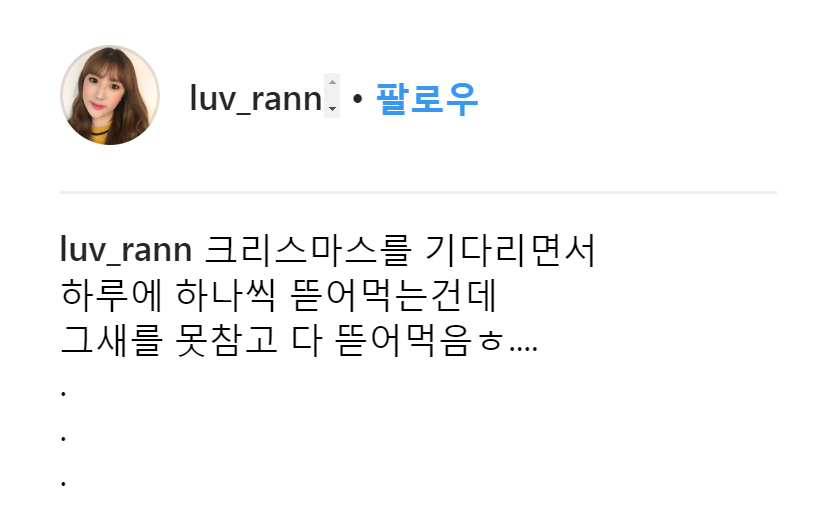 luv_rann • 팔로우
luv_rann 크리스마스를 기다리면서
하루에 하나씩 뜯어먹는건데
그새를 못참고 다 뜯어먹음ㅎ....
.
.
.